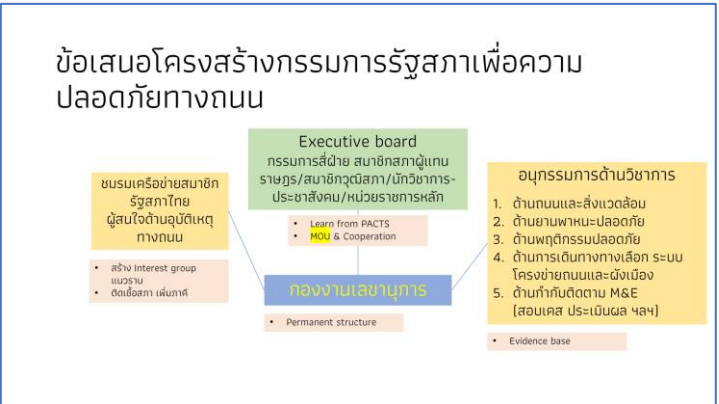 ข้อเสนอโครงสร้างกรรมการรัฐสภาเพื่อความ
ปลอดภัยทางถนน
Executive board
กรรมการสี่ฝ่าย สมาชิกสภาผู้แทน
ราษฎร/สมาชิกวุฒิสภา/นักวิชาการ-
ประชาสังคม/หน่วยราชการหลัก
• Learn from PACTS
• MOU & Cooperation
ชมรมเครือข่ายสมาชิก
รัฐสภาไทย
ผู้สนใจด้านอุบัติเหตุ
ทางถนน
• สร้าง Interest group
แนวราบ
• ติดเชื้อสภา เพิ่มภาคี
กองงานเลขานุการ
• Permanent structure
อนุกรรมการด้านวิชาการ
1. ด้านถนนและสิ่งแวดล้อม
2. ด้านยานพาหนะปลอดภัย
3. ด้านพฤติกรรมปลอดภัย
4. ด้านการเดินทางทางเลือก ระบบ
โครงข่ายถนนและผังเมือง
5. ด้านกำกับติดตาม M&E
(สอบเคส ประเมินผล ฯลฯ)
• Evidence base